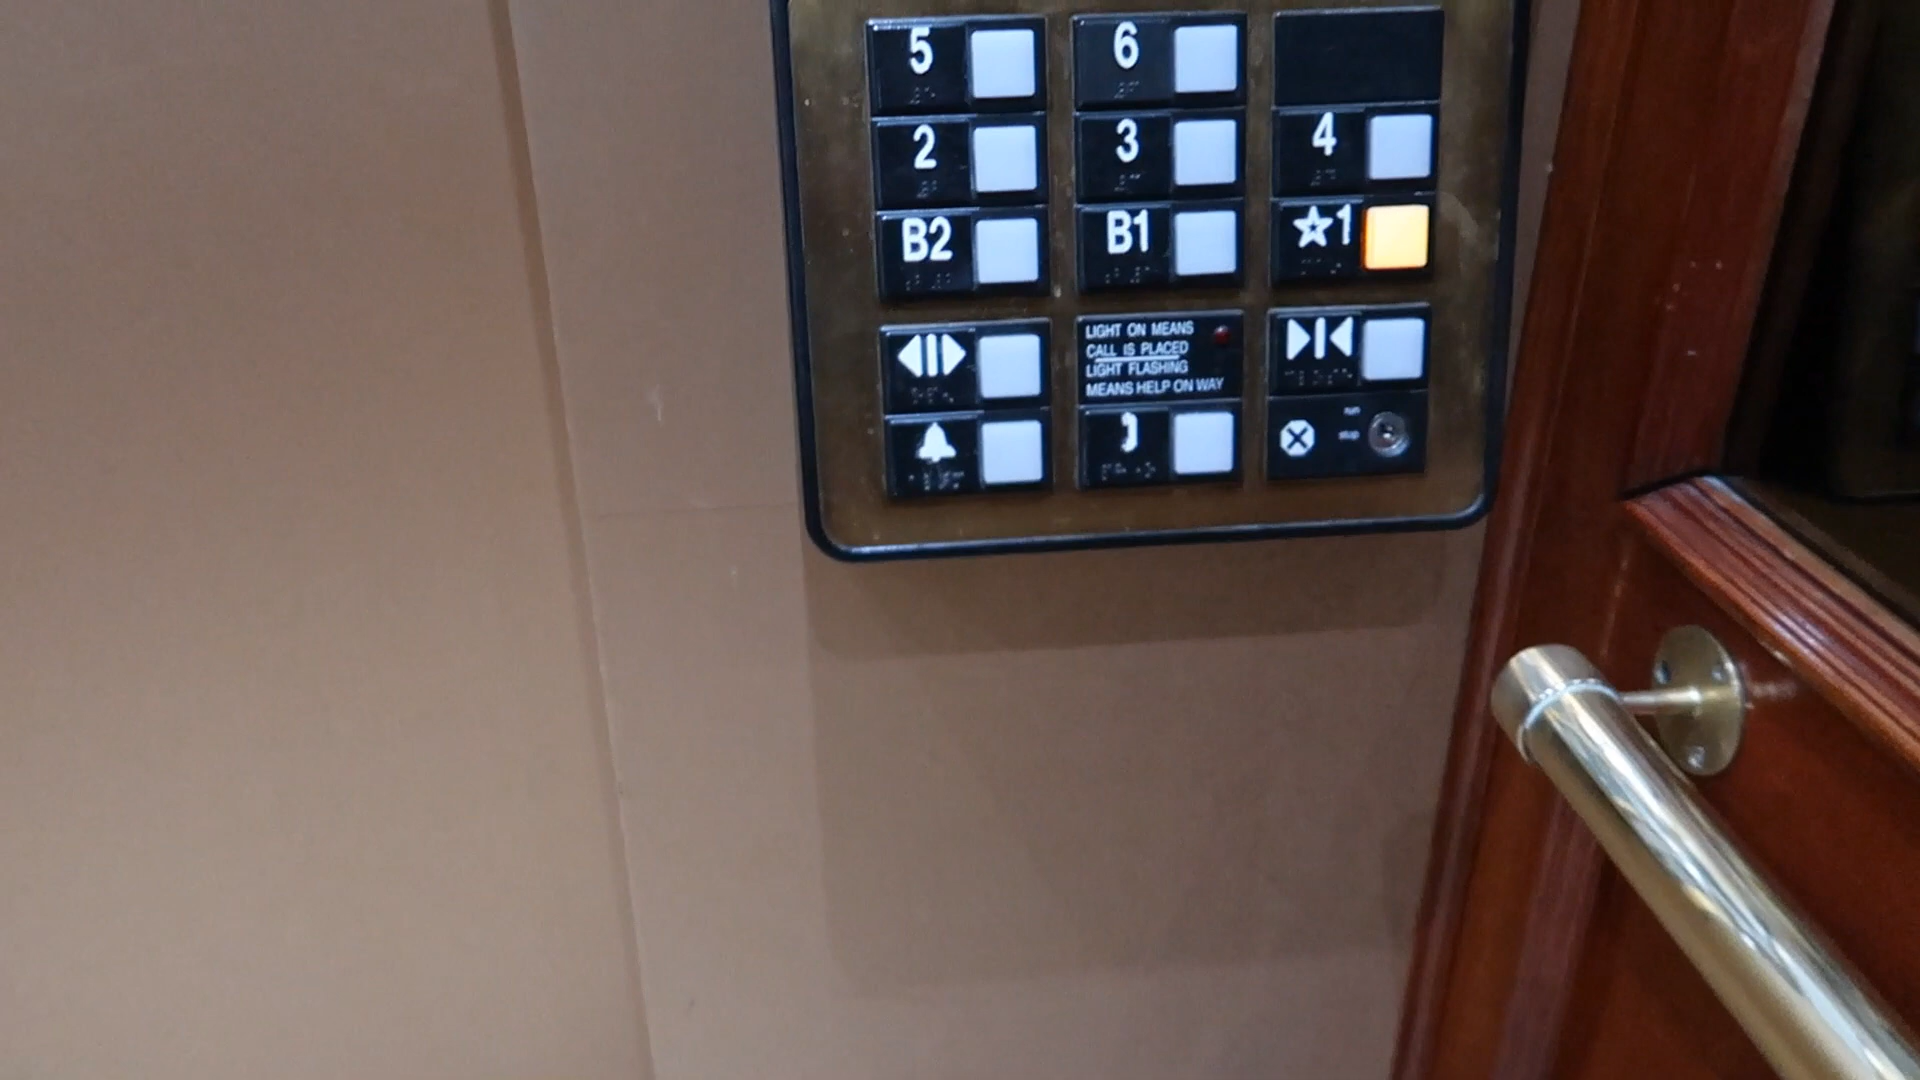 5 6
2 3 4
B2 B1 ☆1
LIGHT ON MEANS
CALL IS PLACED
LIGHT FLASHING
MEANS HELP ON WAY
run
stop